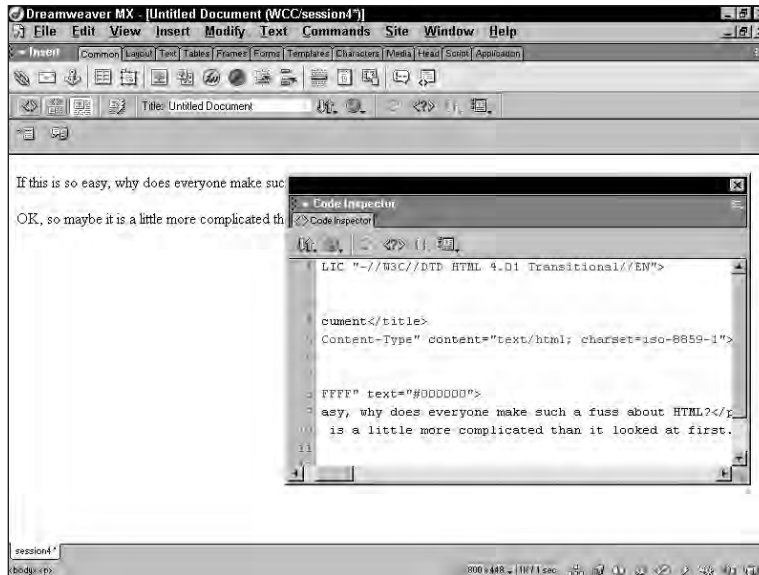 Dreamweaver MX - [Untitled Document (WCC/session4*)]
File Edit View Insert Modify Text Commands Site Window Help
Insert Common Layout Text Tables Frames Forms Templates Characters Media Head Script Application
Title: Untitled Document
If this is so easy, why does everyone make suc
OK, so maybe it is a little more complicated th
Code Inspector
<> Code Inspector
LIC "-//W3C//DTD HTML 4.01 Transitional//EN">
cument</title>
Content-Type" content="text/html; charset=iso-8859-1">
FFFF" text="#000000">
asy, why does everyone make such a fuss about HTML?</p
is a little more complicated than it looked at first.
11
session4*
<body> <p>
800 x 448 1K / 1 sec